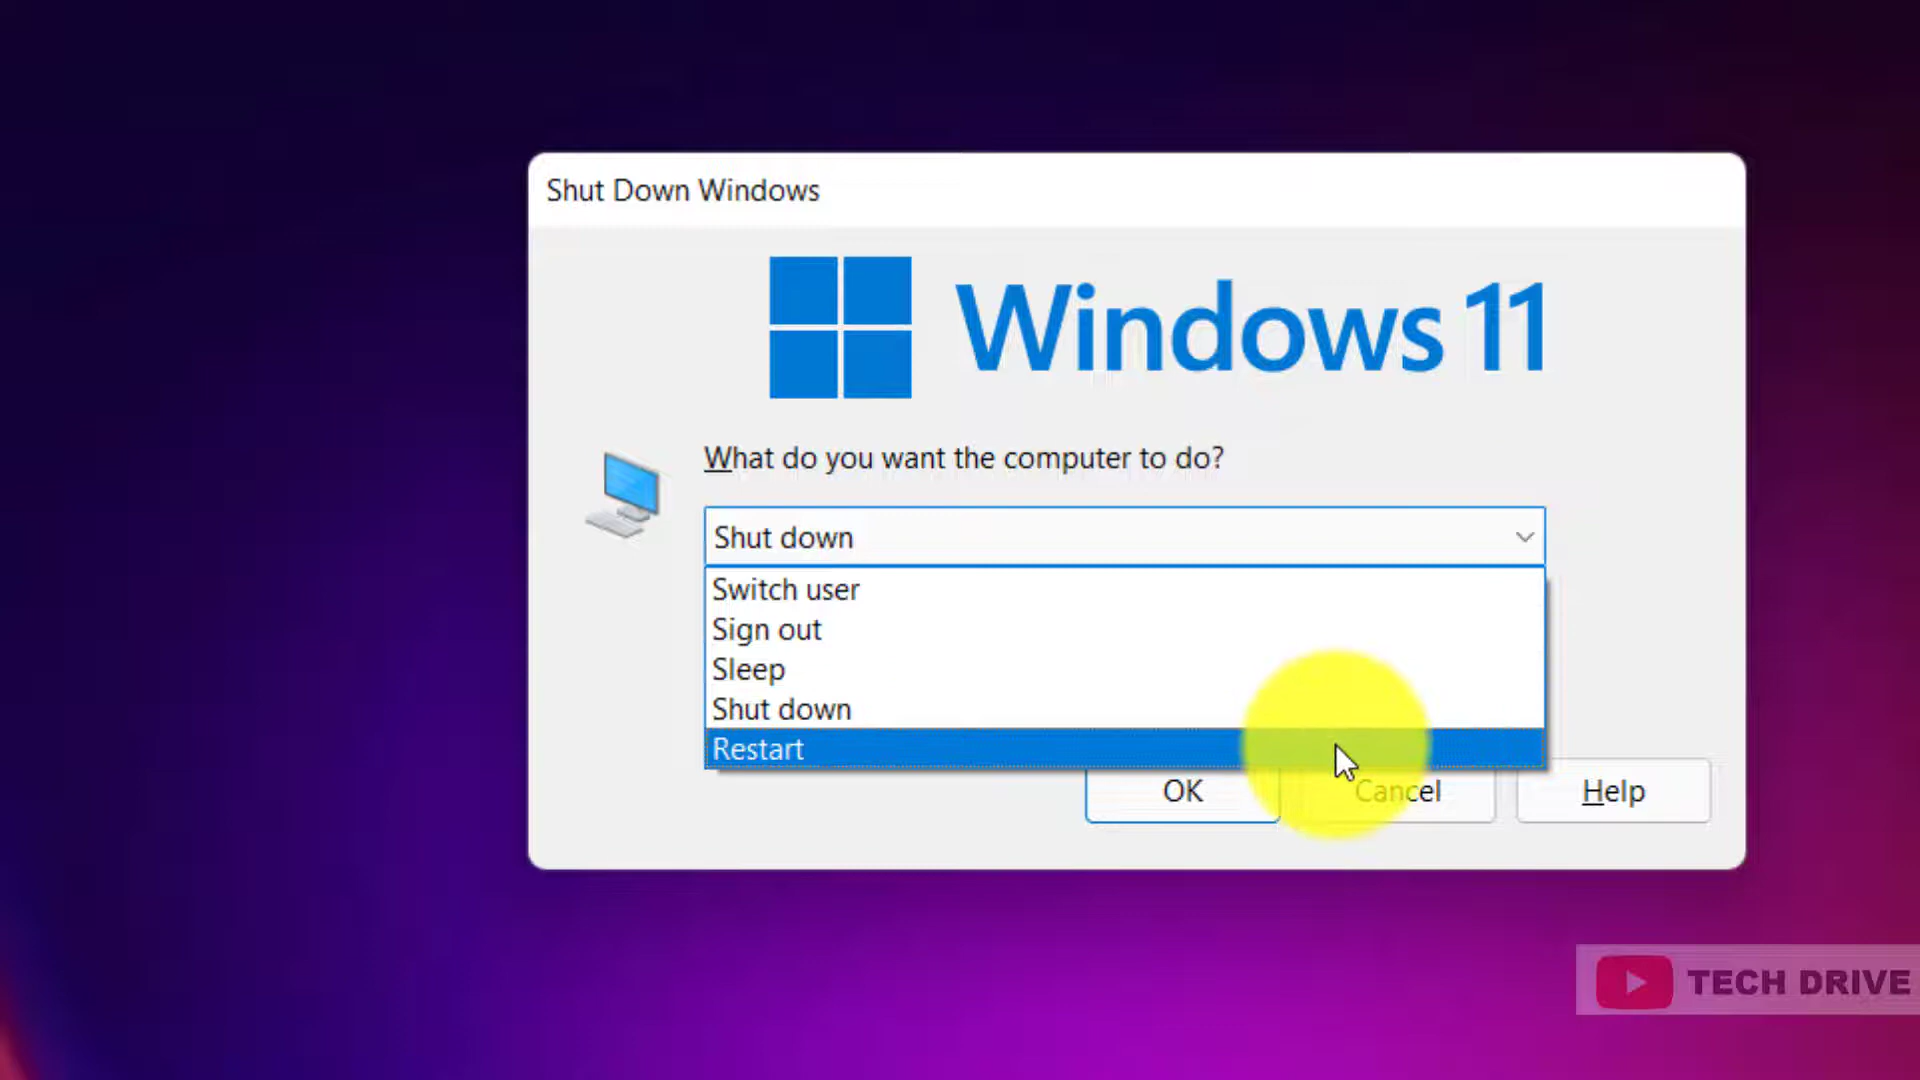 Shut Down Windows
Windows 11
What do you want the computer to do?
Shut down
Switch user
Sign out
Sleep
Shut down
Restart
OK
Cancel
Help
TECH DRIVE